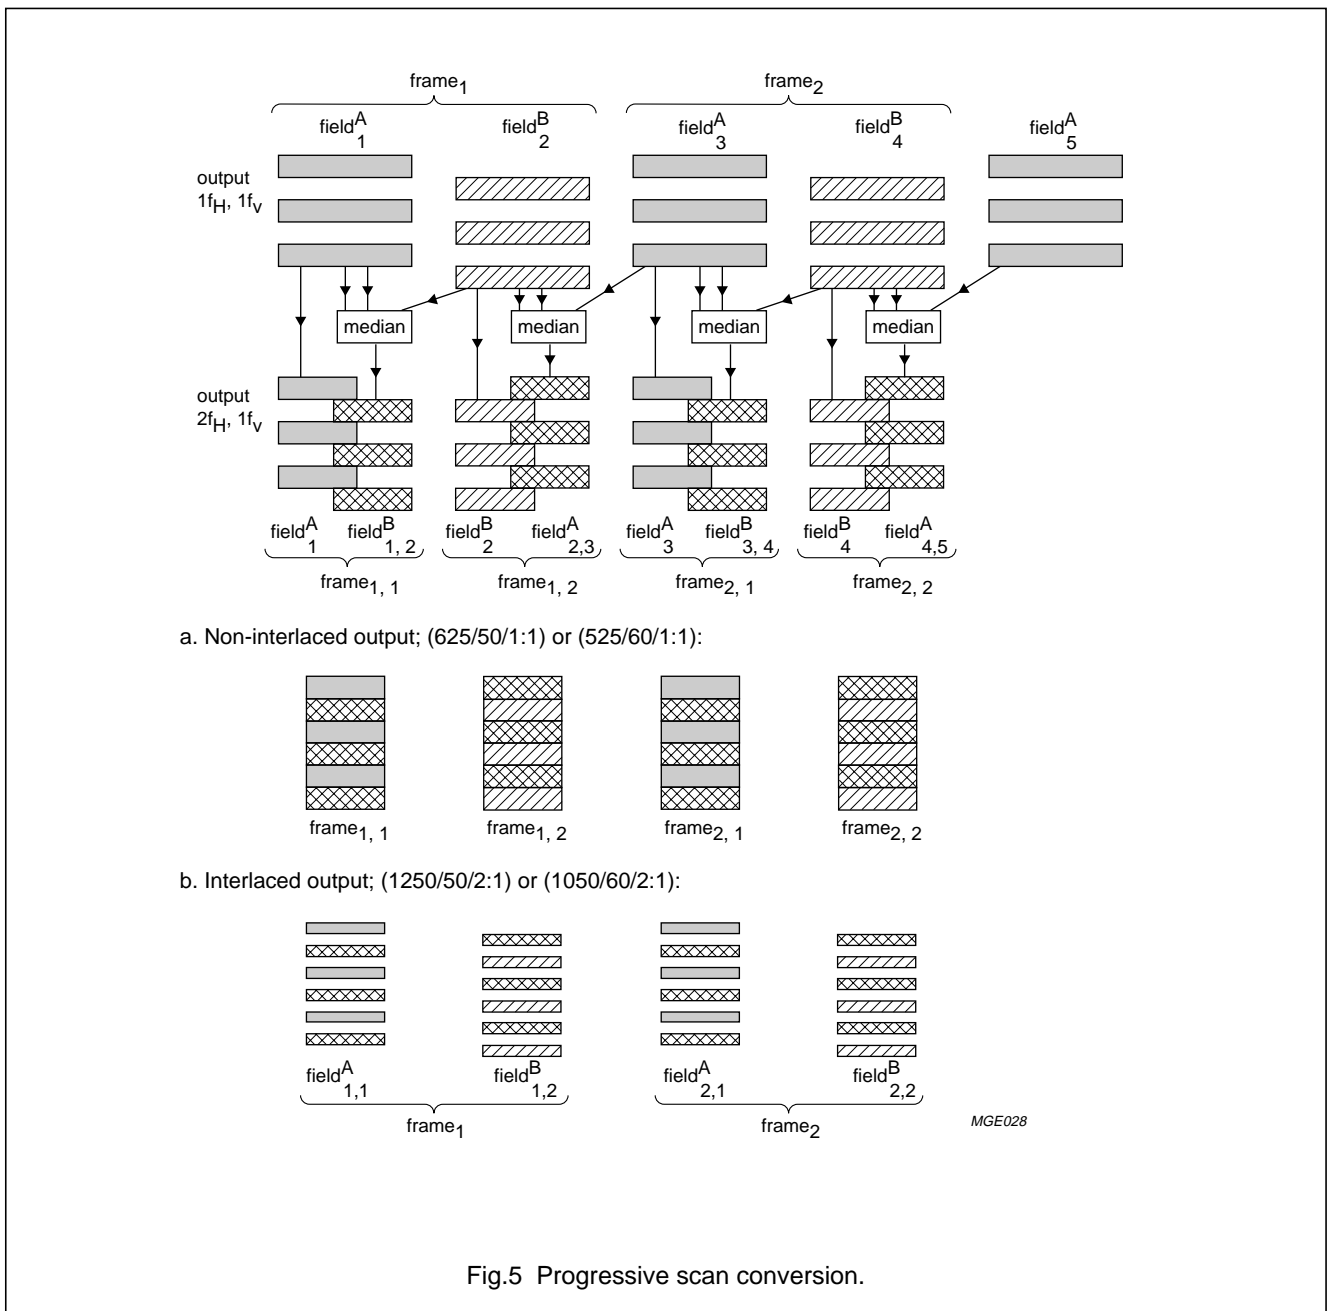 frame1 frame2
fieldA1 fieldB2 fieldA3 fieldB4 fieldA5
output
1fH, 1fv
median median median median
output
2fH, 1fv
fieldA1 fieldB1, 2 fieldB2 fieldA2,3 fieldA3 fieldB3, 4 fieldB4 fieldA4,5
frame1, 1 frame1, 2 frame2, 1 frame2, 2
a. Non-interlaced output; (625/50/1:1) or (525/60/1:1):
frame1, 1 frame1, 2 frame2, 1 frame2, 2
b. Interlaced output; (1250/50/2:1) or (1050/60/2:1):
fieldA1,1 fieldB1,2 fieldA2,1 fieldB2,2
frame1 frame2
MGE028
Fig.5 Progressive scan conversion.